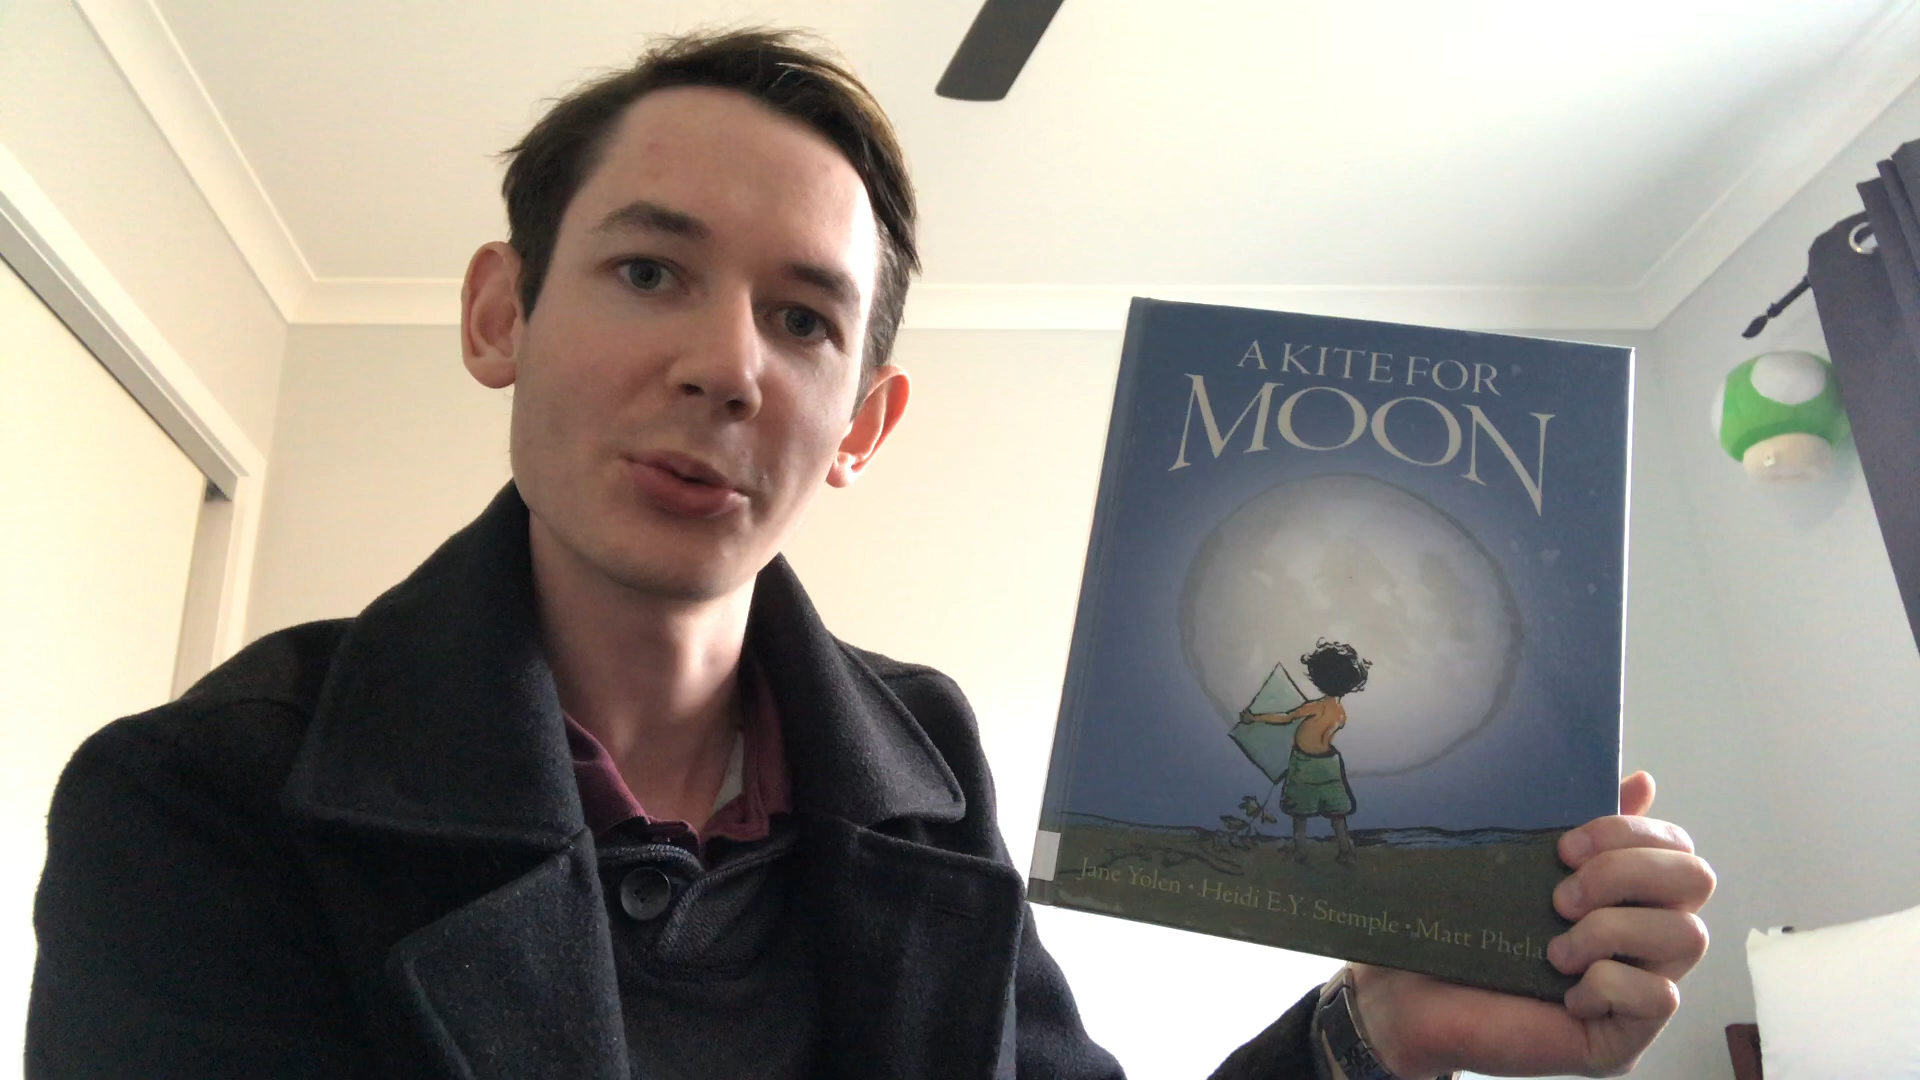 A KITE FOR
MOON
Jane Yolen • Heidi E.Y. Stemple • Matt Phela